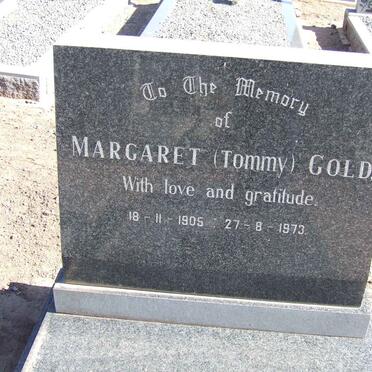 To The Memory
of
MARGARET (Tommy) GOLD
With love and gratitude.
18-11-1905 27-8-1973